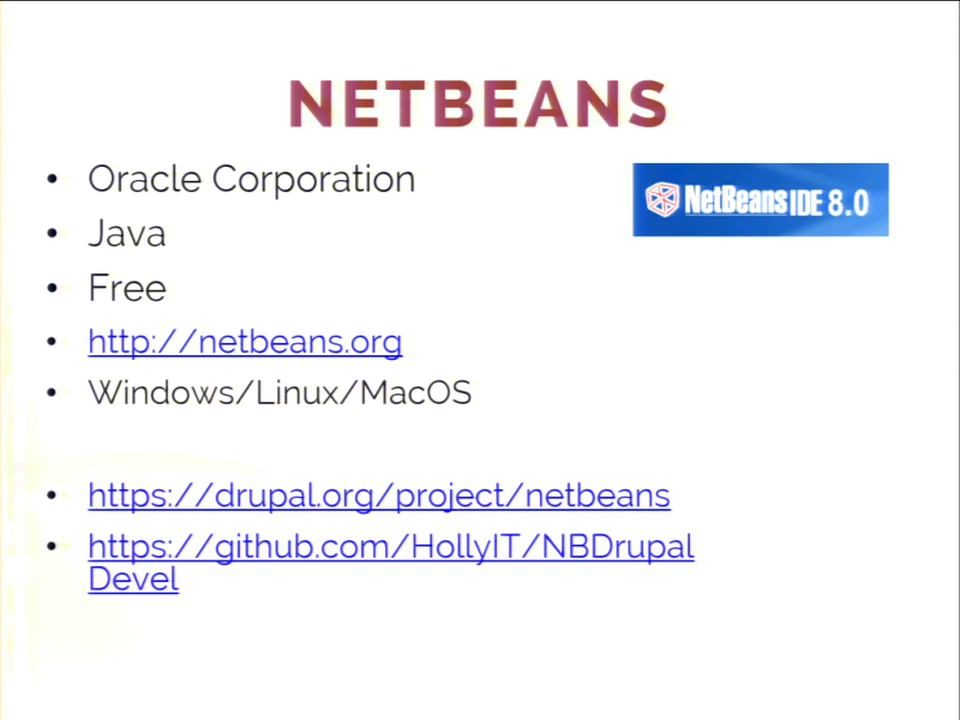 NETBEANS
• Oracle Corporation
NetBeans IDE 8.0
• Java
• Free
• http://netbeans.org
• Windows/Linux/MacOS
• https://drupal.org/project/netbeans
• https://github.com/HollyIT/NBDrupal
Devel